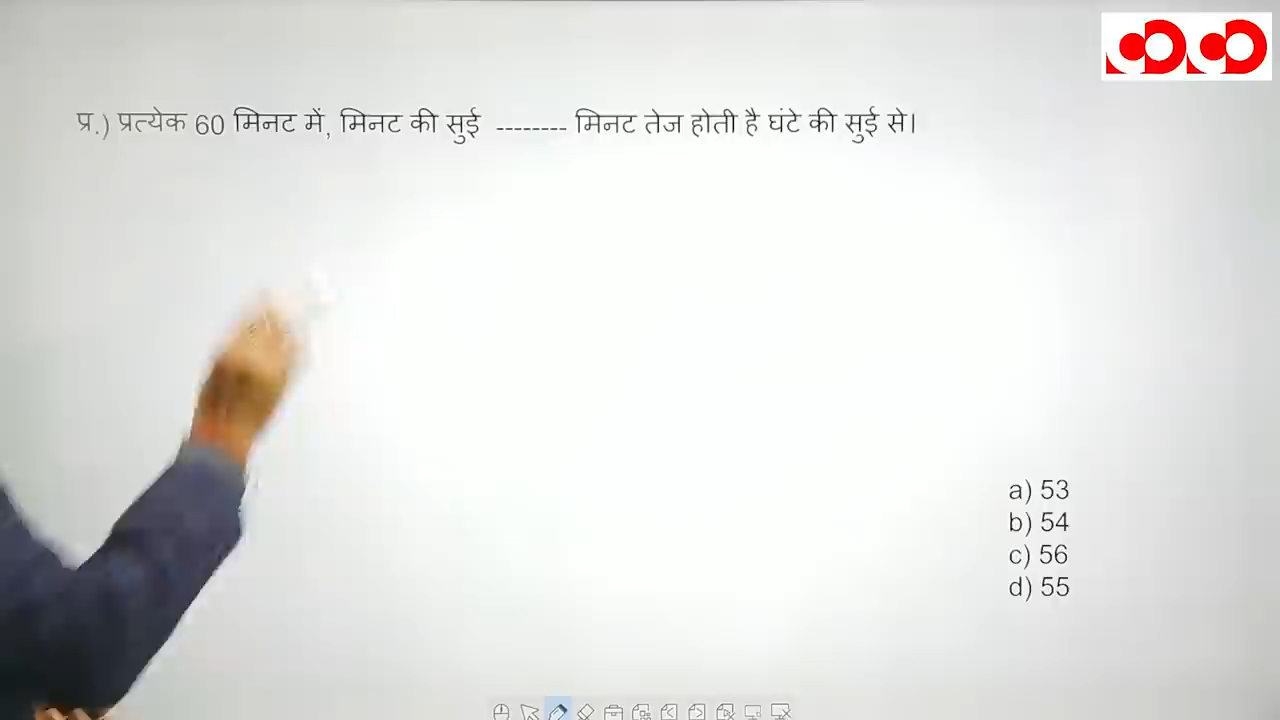 प्र.) प्रत्येक 60 मिनट में, मिनट की सुई -------- मिनट तेज होती है घंटे की सुई से।
a) 53
b) 54
c) 56
d) 55